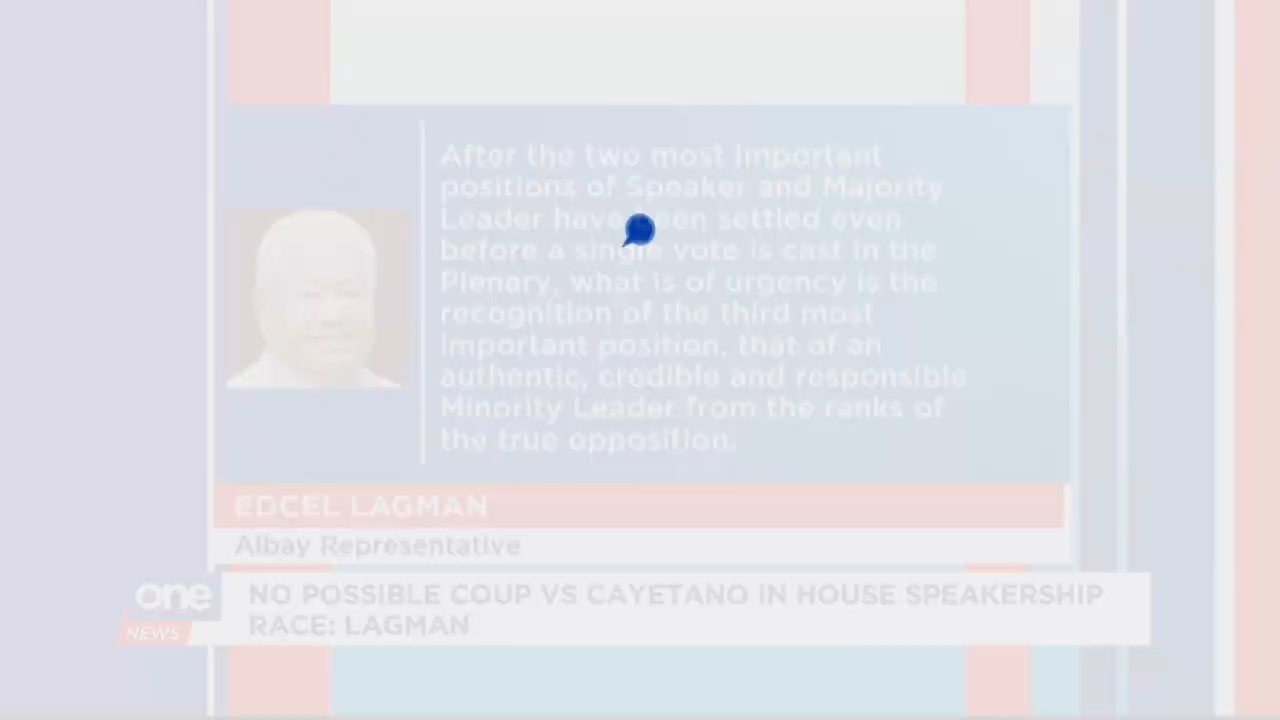 After the two most important
positions of Speaker and Majority
Leader have been settled even
before a single vote is cast in the
Plenary, what is of urgency is the
recognition of the third most
important position, that of an
authentic, credible and responsible
Minority Leader from the ranks of
the true opposition.
EDCEL LAGMAN
Albay Representative
one
NEWS
NO POSSIBLE COUP VS CAYETANO IN HOUSE SPEAKERSHIP
RACE: LAGMAN